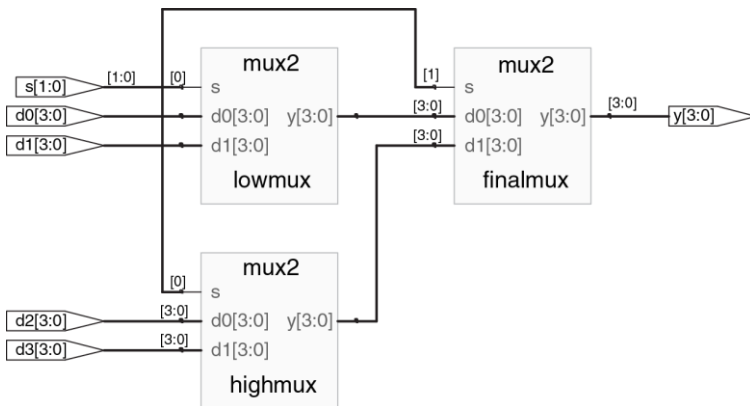 mux2
mux2
s[1:0]
[1:0]
[0]
s
[1]
s
d0[3:0]
d0[3:0]
y[3:0]
[3:0]
d0[3:0]
y[3:0]
[3:0]
y[3:0]
d1[3:0]
d1[3:0]
[3:0]
d1[3:0]
lowmux
finalmux
mux2
[0]
s
d2[3:0]
[3:0]
d0[3:0]
y[3:0]
d3[3:0]
[3:0]
d1[3:0]
highmux